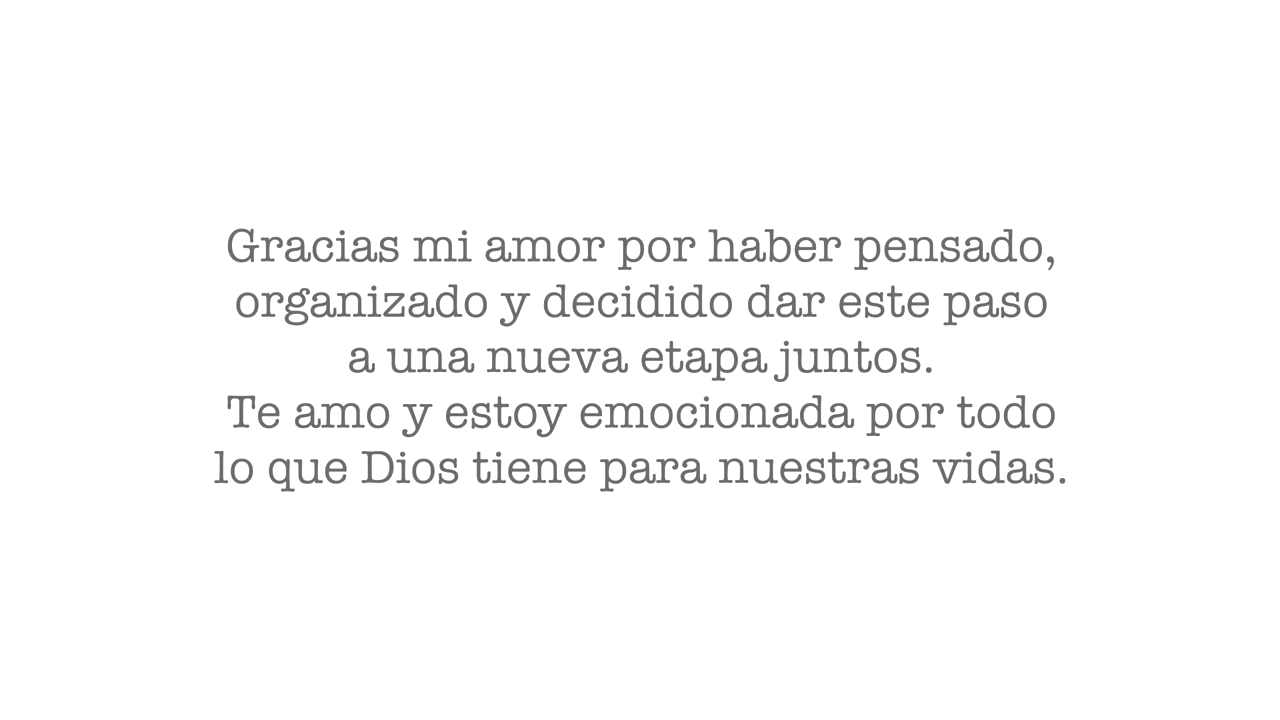 Gracias mi amor por haber pensado,
organizado y decidido dar este paso
a una nueva etapa juntos.
Te amo y estoy emocionada por todo
lo que Dios tiene para nuestras vidas.